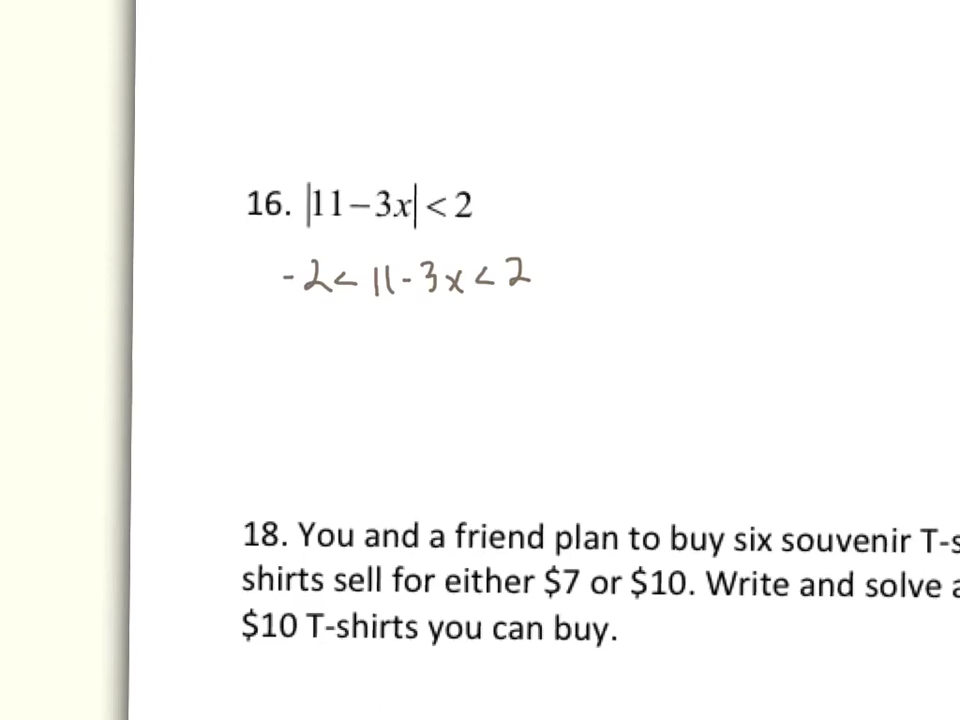 16. |11−3x|<2
-2< 11-3x < 2
18. You and a friend plan to buy six souvenir T-s
shirts sell for either $7 or $10. Write and solve a
$10 T-shirts you can buy.